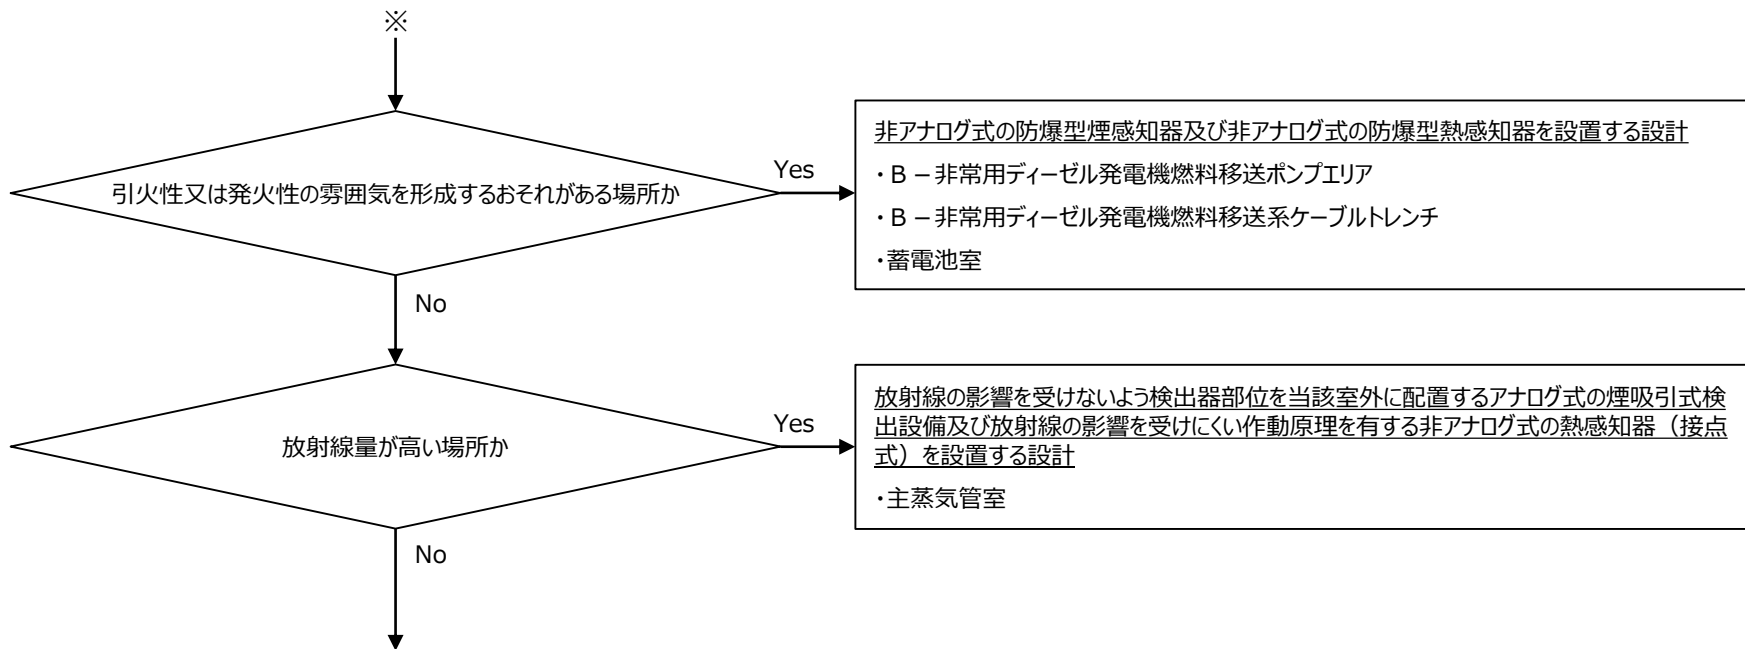 ※
引火性又は発火性の雰囲気を形成するおそれがある場所か
Yes
非アナログ式の防爆型煙感知器及び非アナログ式の防爆型熱感知器を設置する設計
・B－非常用ディーゼル発電機燃料移送ポンプエリア
・B－非常用ディーゼル発電機燃料移送系ケーブルトレンチ
・蓄電池室
No
放射線量が高い場所か
Yes
放射線の影響を受けないよう検出器部位を当該室外に配置するアナログ式の煙吸引式検
出設備及び放射線の影響を受けにくい作動原理を有する非アナログ式の熱感知器（接点
式）を設置する設計
・主蒸気管室
No